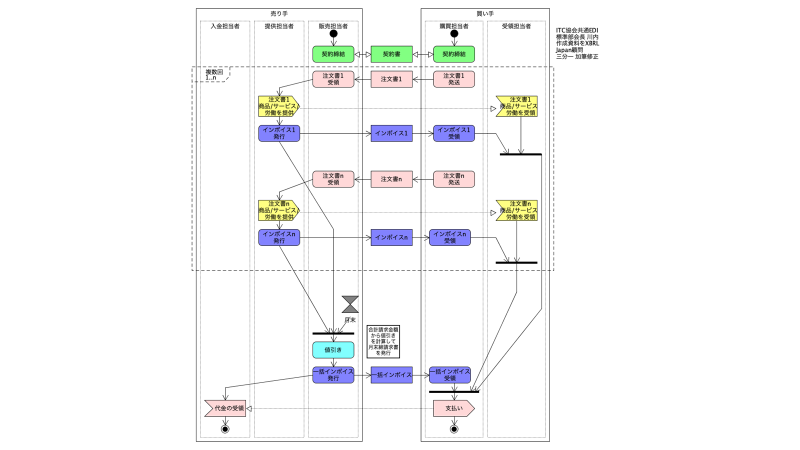 売り手
買い手
入金担当者
提供担当者
販売担当者
購買担当者
受領担当者
ITC協会共通EDI
標準部会長 川内
作成資料をXBRL
Japan顧問
三分一 加筆修正
契約締結
契約書
契約締結
複数回
1..n
注文書1
受領
注文書1
注文書1
発送
注文書1
商品/サービス/
労働を提供
注文書1
商品/サービス/
労働を受領
インボイス1
発行
インボイス1
インボイス1
受領
注文書n
受領
注文書n
注文書n
発送
注文書n
商品/サービス/
労働を提供
注文書n
商品/サービス/
労働を受領
インボイスn
発行
インボイスn
インボイスn
受領
月末
合計請求金額
から値引き
を計算して
月末締請求書
を発行
値引き
一括インボイス
発行
一括インボイス
一括インボイス
受領
代金の受領
支払い